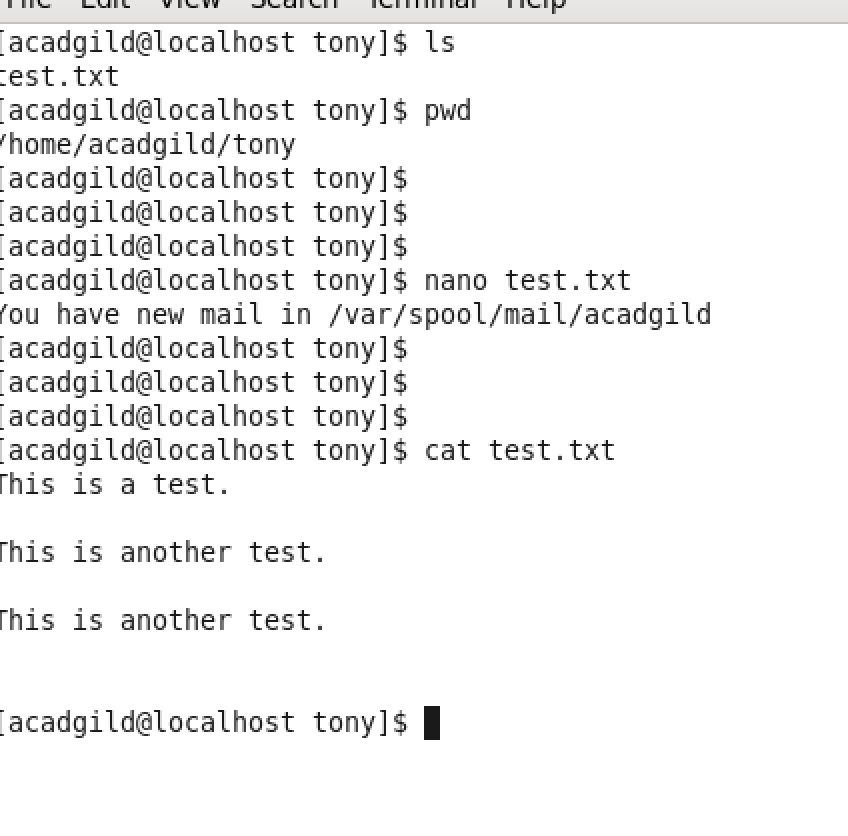 File Edit View Search Terminal Help
[acadgild@localhost tony]$ ls
test.txt
[acadgild@localhost tony]$ pwd
/home/acadgild/tony
[acadgild@localhost tony]$
[acadgild@localhost tony]$
[acadgild@localhost tony]$
[acadgild@localhost tony]$ nano test.txt
You have new mail in /var/spool/mail/acadgild
[acadgild@localhost tony]$
[acadgild@localhost tony]$
[acadgild@localhost tony]$
[acadgild@localhost tony]$ cat test.txt
This is a test.
This is another test.
This is another test.
[acadgild@localhost tony]$